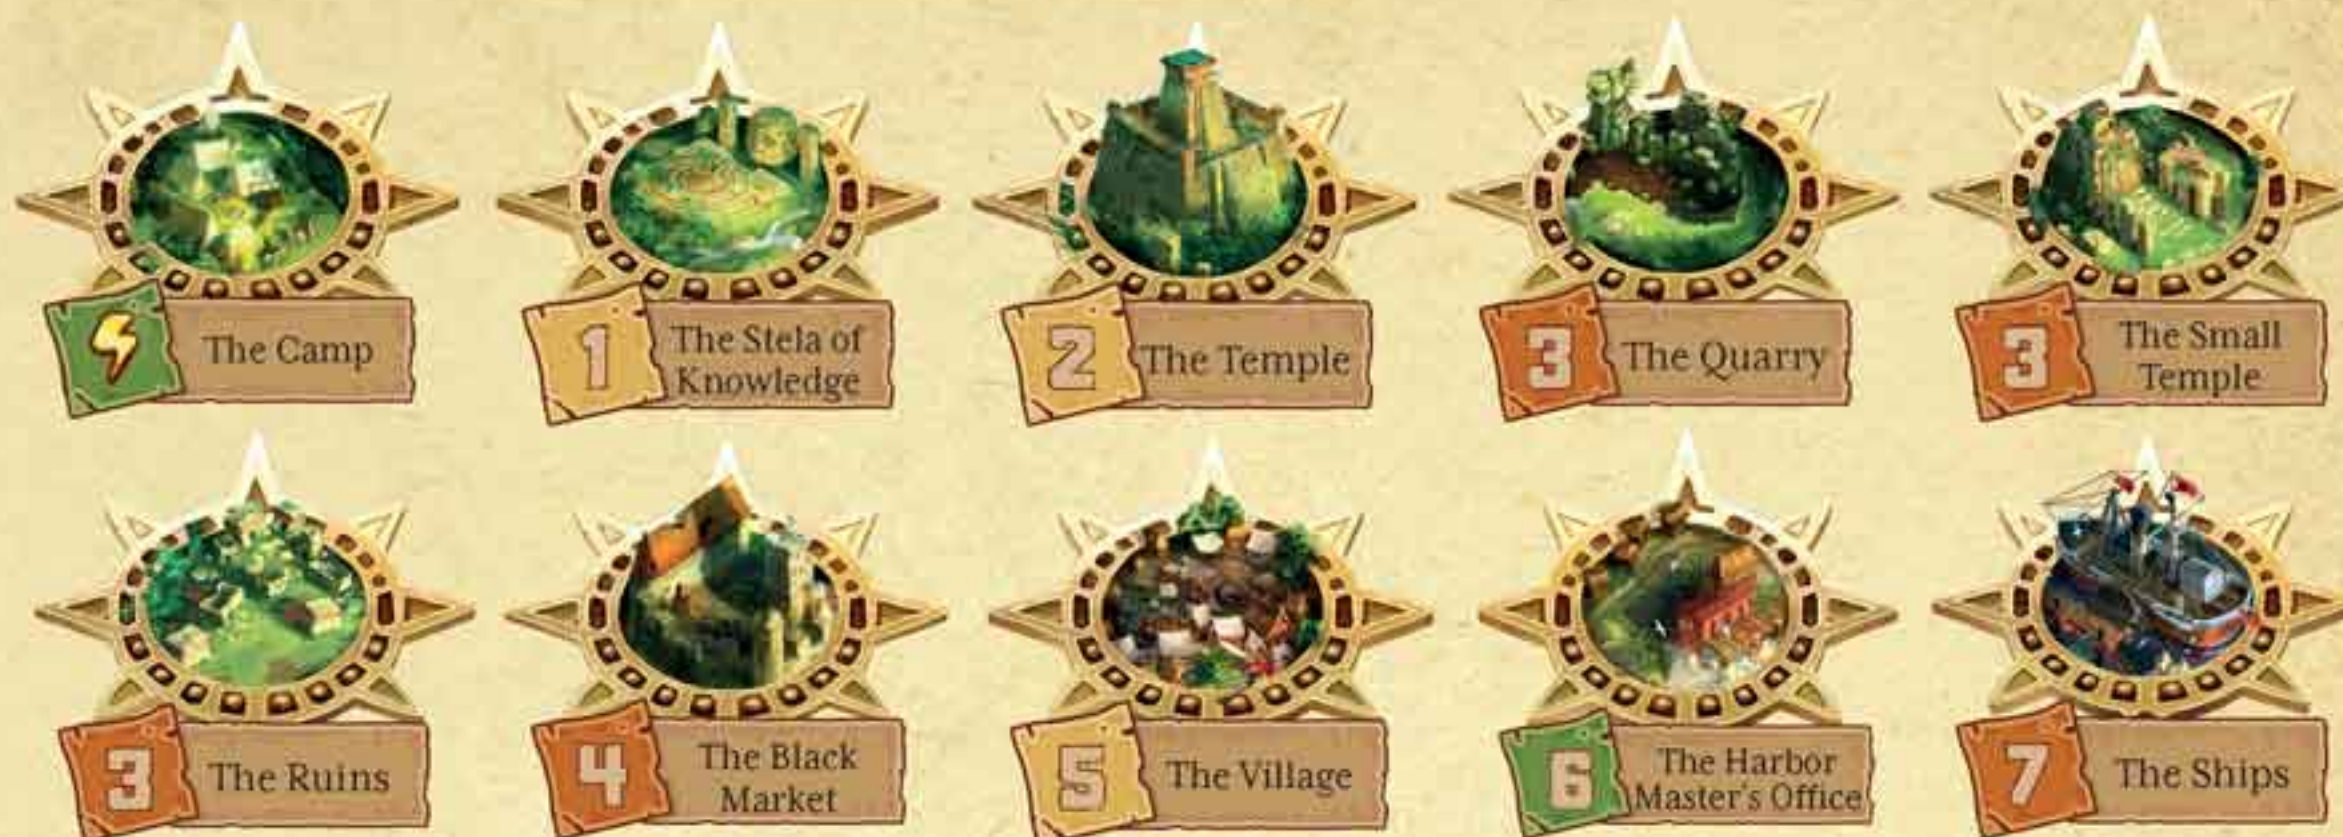 The Camp
1
The Stela of
Knowledge
2
The Temple
3
The Quarry
3
The Small
Temple
3
The Ruins
4
The Black
Market
5
The Village
6
The Harbor
Master's Office
7
The Ships